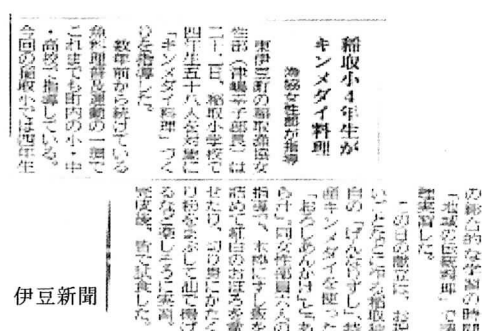 稲取小４年生が
キンメダイ料理
漁協女性部が指導
東伊豆町の稲取漁協女
性部（津嶋幸子部長）は
二十二日、稲取小学校で
四年生五十八人を対象に
「キンメダイ料理」づく
りを指導した。
数年前から続けている
魚料理普及運動の一環で
これまでも町内の小・中
・高校で指導している。
今回の稲取小では四年生
の総合的な学習の時間
「地域の伝統料理」で調
理実習した。
この日の献立は、お祝
いごとなどに作る稲取独
自の「げんなりずし」、特
産キンメダイを使った
「おろしあんかけ」と「あ
ら汁」。同女性部員六人の
指導で、木枠にすし飯を
詰めて紅白のおぼろを乗
せたり、切り身にかたく
り粉をまぶして油で揚げ
るなど楽しそうに実習。
完成後、皆で試食した。
伊豆新聞